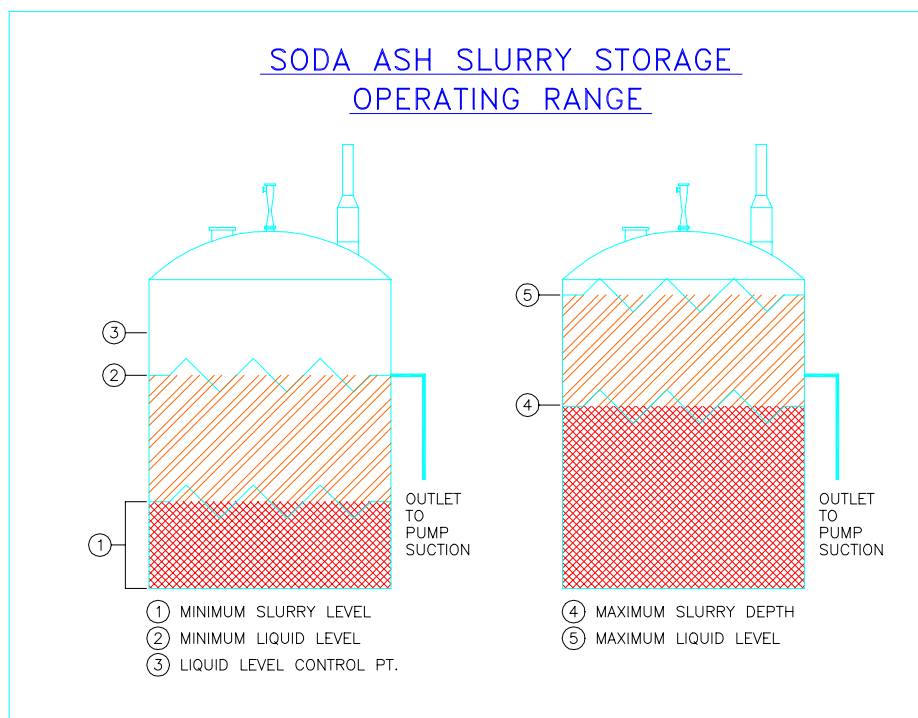 SODA ASH SLURRY STORAGE
OPERATING RANGE
3
2
1
OUTLET
TO
PUMP
SUCTION
1 MINIMUM SLURRY LEVEL
2 MINIMUM LIQUID LEVEL
3 LIQUID LEVEL CONTROL PT.
5
4
OUTLET
TO
PUMP
SUCTION
4 MAXIMUM SLURRY DEPTH
5 MAXIMUM LIQUID LEVEL